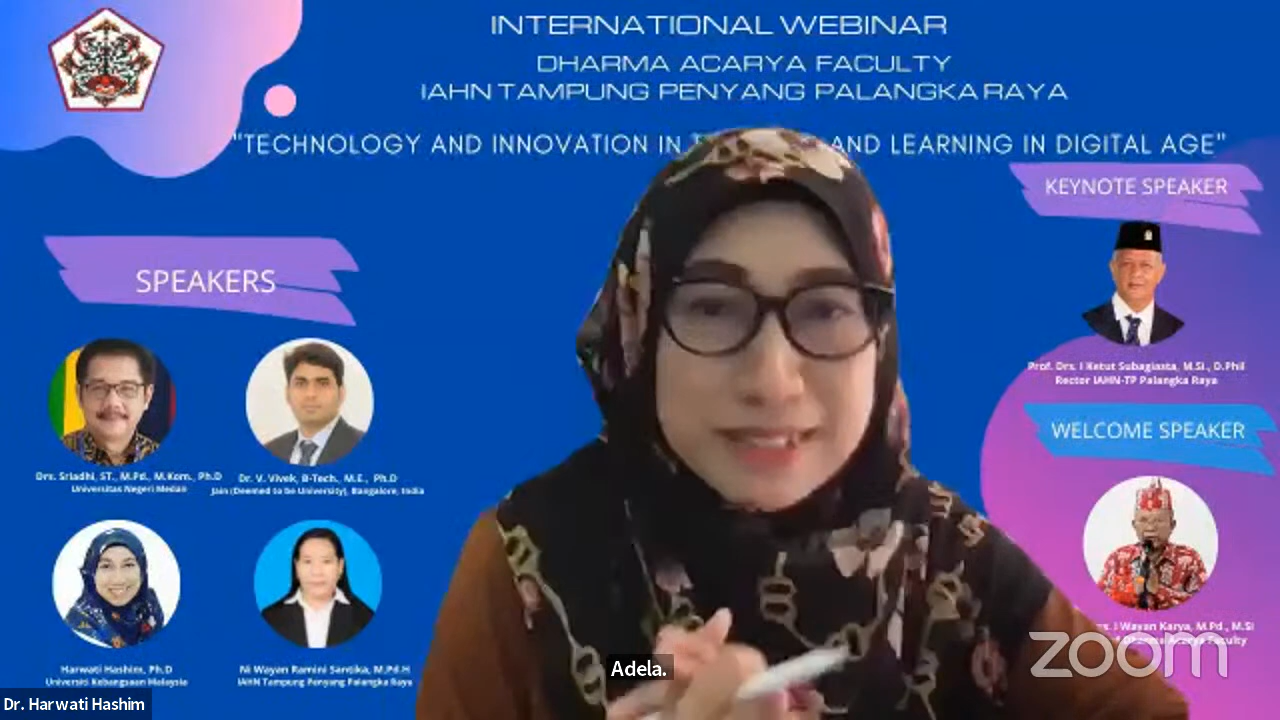 INTERNATIONAL WEBINAR
DHARMA ACARYA FACULTY
IAHN TAMPUNG PENYANG PALANGKA RAYA
"TECHNOLOGY AND INNOVATION IN AND LEARNING IN DIGITAL AGE"
KEYNOTE SPEAKER
Prof. Drs. I Ketut Subagiasta, M.Si., D.Phil
Rector IAHN-TP Palangka Raya
WELCOME SPEAKER
I Wayan Karya, M.Pd., M.Si
Dharma Acarya Faculty
SPEAKERS
Drs. Sriadhi, ST., M.Pd., M.Kom., Ph.D
Universitas Negeri Medan
Dr. V. Vivek, B-Tech., M.E., Ph.D
Jain (Deemed to be University), Bangalore, India
Harwati Hashim, Ph.D
Universiti Kebangsaan Malaysia
Ni Wayan Ramini Santika, M.Pd.H
IAHN Tampung Penyang Palangka Raya
Adela.
Dr. Harwati Hashim
zoom